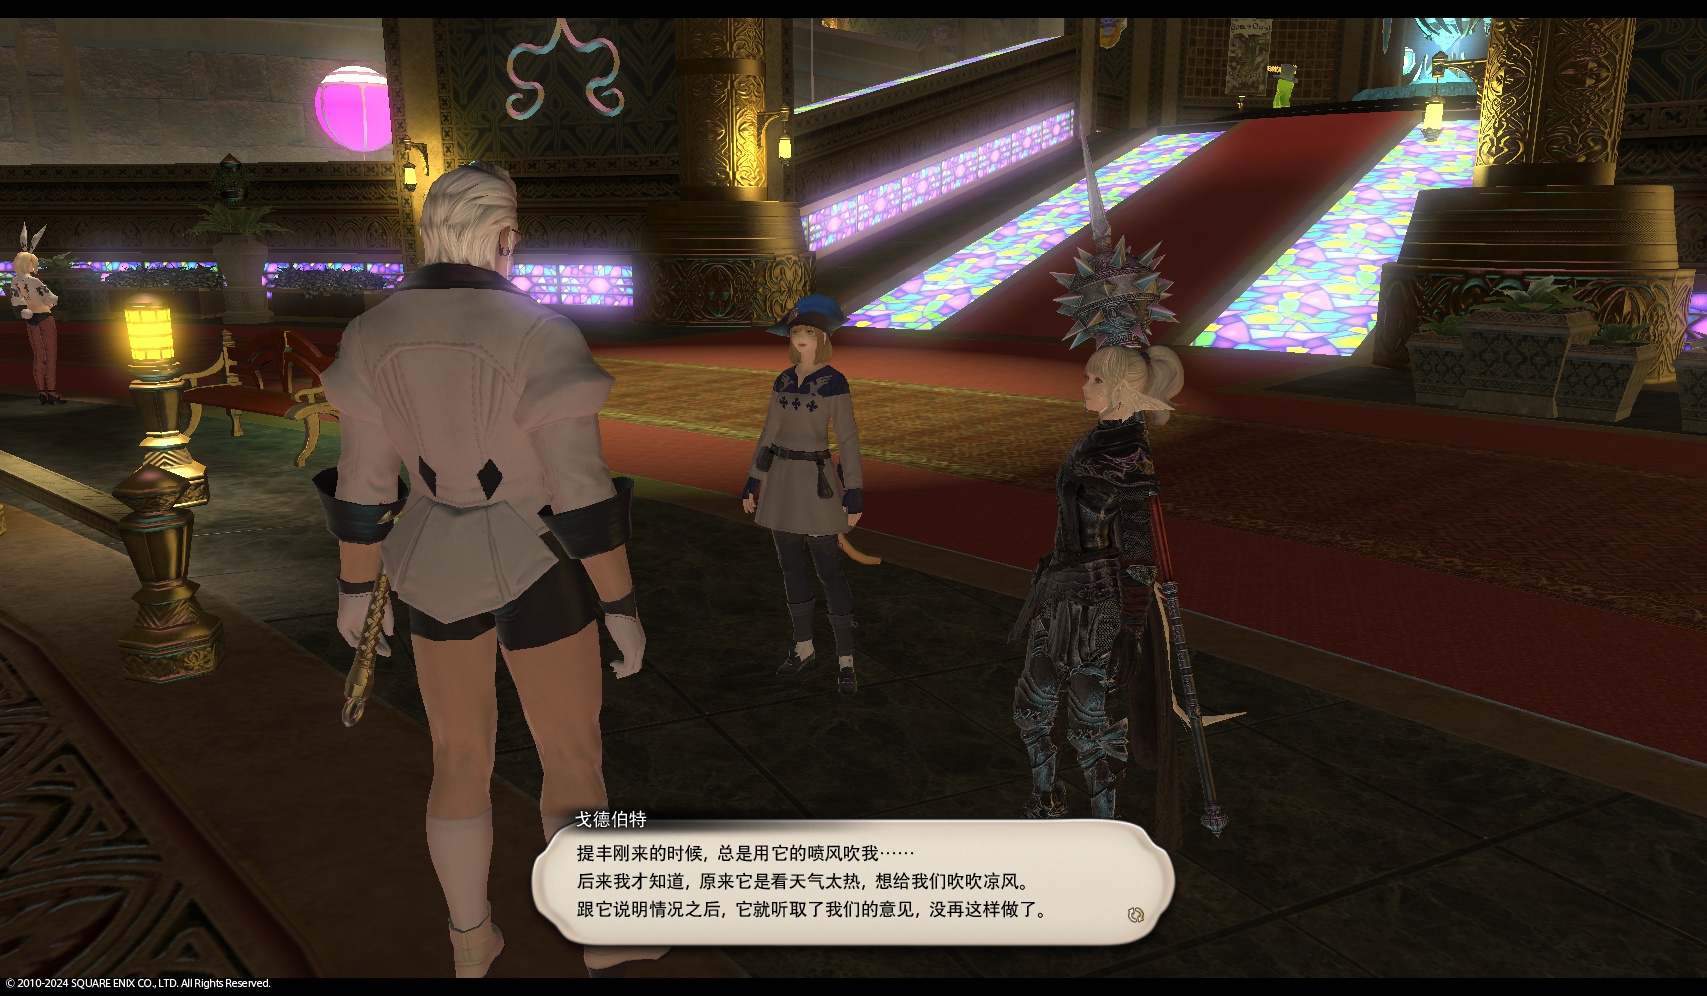 戈德伯特
提丰刚来的时候，总是用它的喷风吹我……
后来我才知道，原来它是看天气太热，想给我们吹吹凉风。
跟它说明情况之后，它就听取了我们的意见，没再这样做了。
© 2010-2024 SQUARE ENIX CO., LTD. All Rights Reserved.